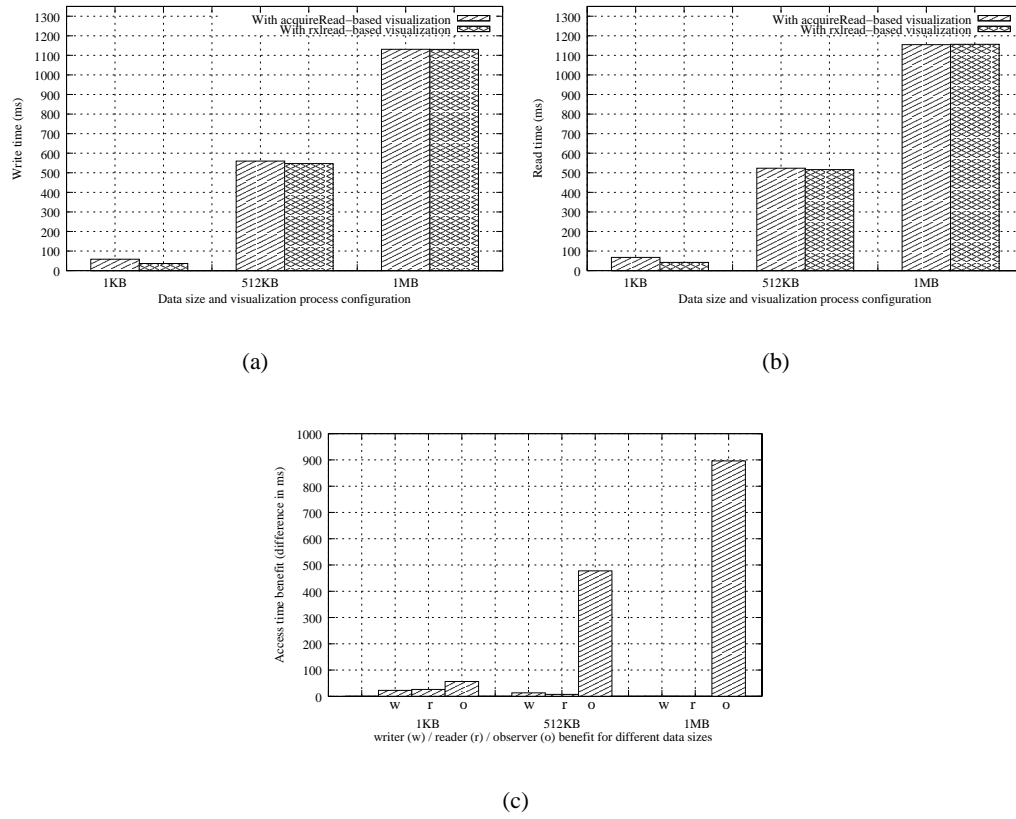 1300
1200
1100
1000
900
800
700
600
500
400
300
200
100
0
Write time (ms)
With acquireRead−based visualization
With rxlread−based visualization
1KB 512KB 1MB
Data size and visualization process configuration
(a)
1300
1200
1100
1000
900
800
700
600
500
400
300
200
100
0
Read time (ms)
With acquireRead−based visualization
With rxlread−based visualization
1KB 512KB 1MB
Data size and visualization process configuration
(b)
1000
900
800
700
600
500
400
300
200
100
0
Access time benefit (difference in ms)
w r o w r o w r o
1KB 512KB 1MB
writer (w) / reader (r) / observer (o) benefit for different data sizes
(c)